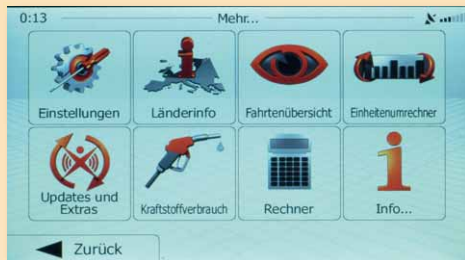 0:13
Mehr...
Einstellungen
Länderinfo
Fahrtenübersicht
Einheitenumrechner
Updates und
Extras
Kraftstoffverbrauch
Rechner
Info...
Zurück